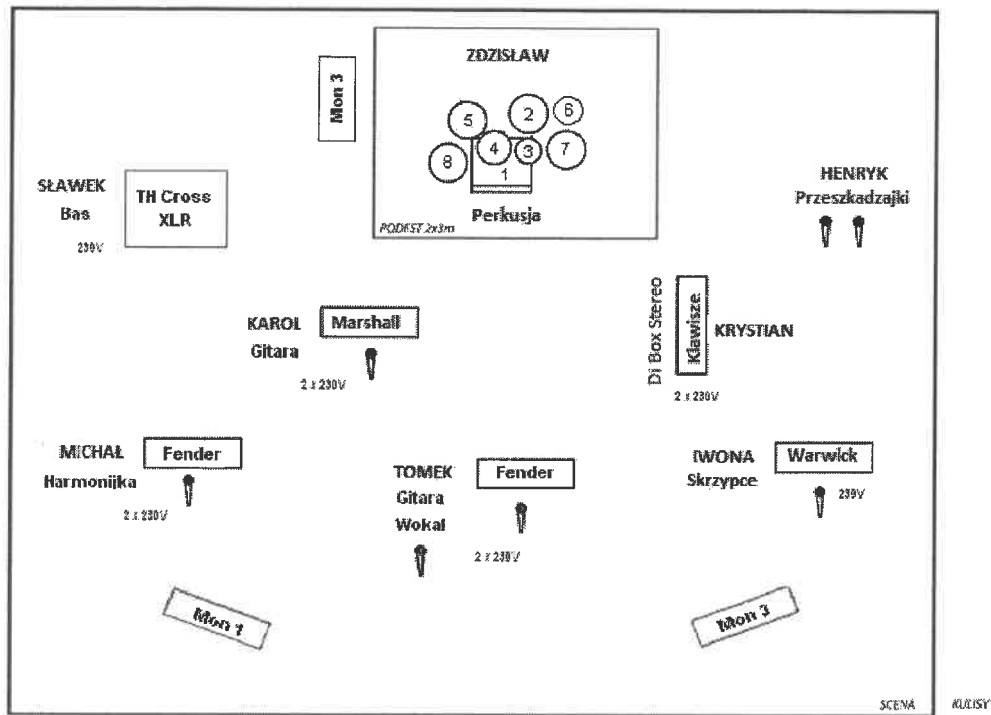 ZDZISŁAW
Mon 3
5
2
6
4
3
7
8
1
Perkusja
PODEST 2x3m
SŁAWEK
Bas
230V
TH Cross
XLR
HENRYK
Przeszkadzajki
KAROL
Gitara
Marshall
2 x 230V
Di Box Stereo
Klawisze
KRYSTIAN
2 x 230V
MICHAŁ
Harmonijka
Fender
2 x 230V
TOMEK
Gitara
Wokal
Fender
2 x 230V
IWONA
Skrzypce
Warwick
230V
Mon 1
Mon 3
SCENA
KULISY